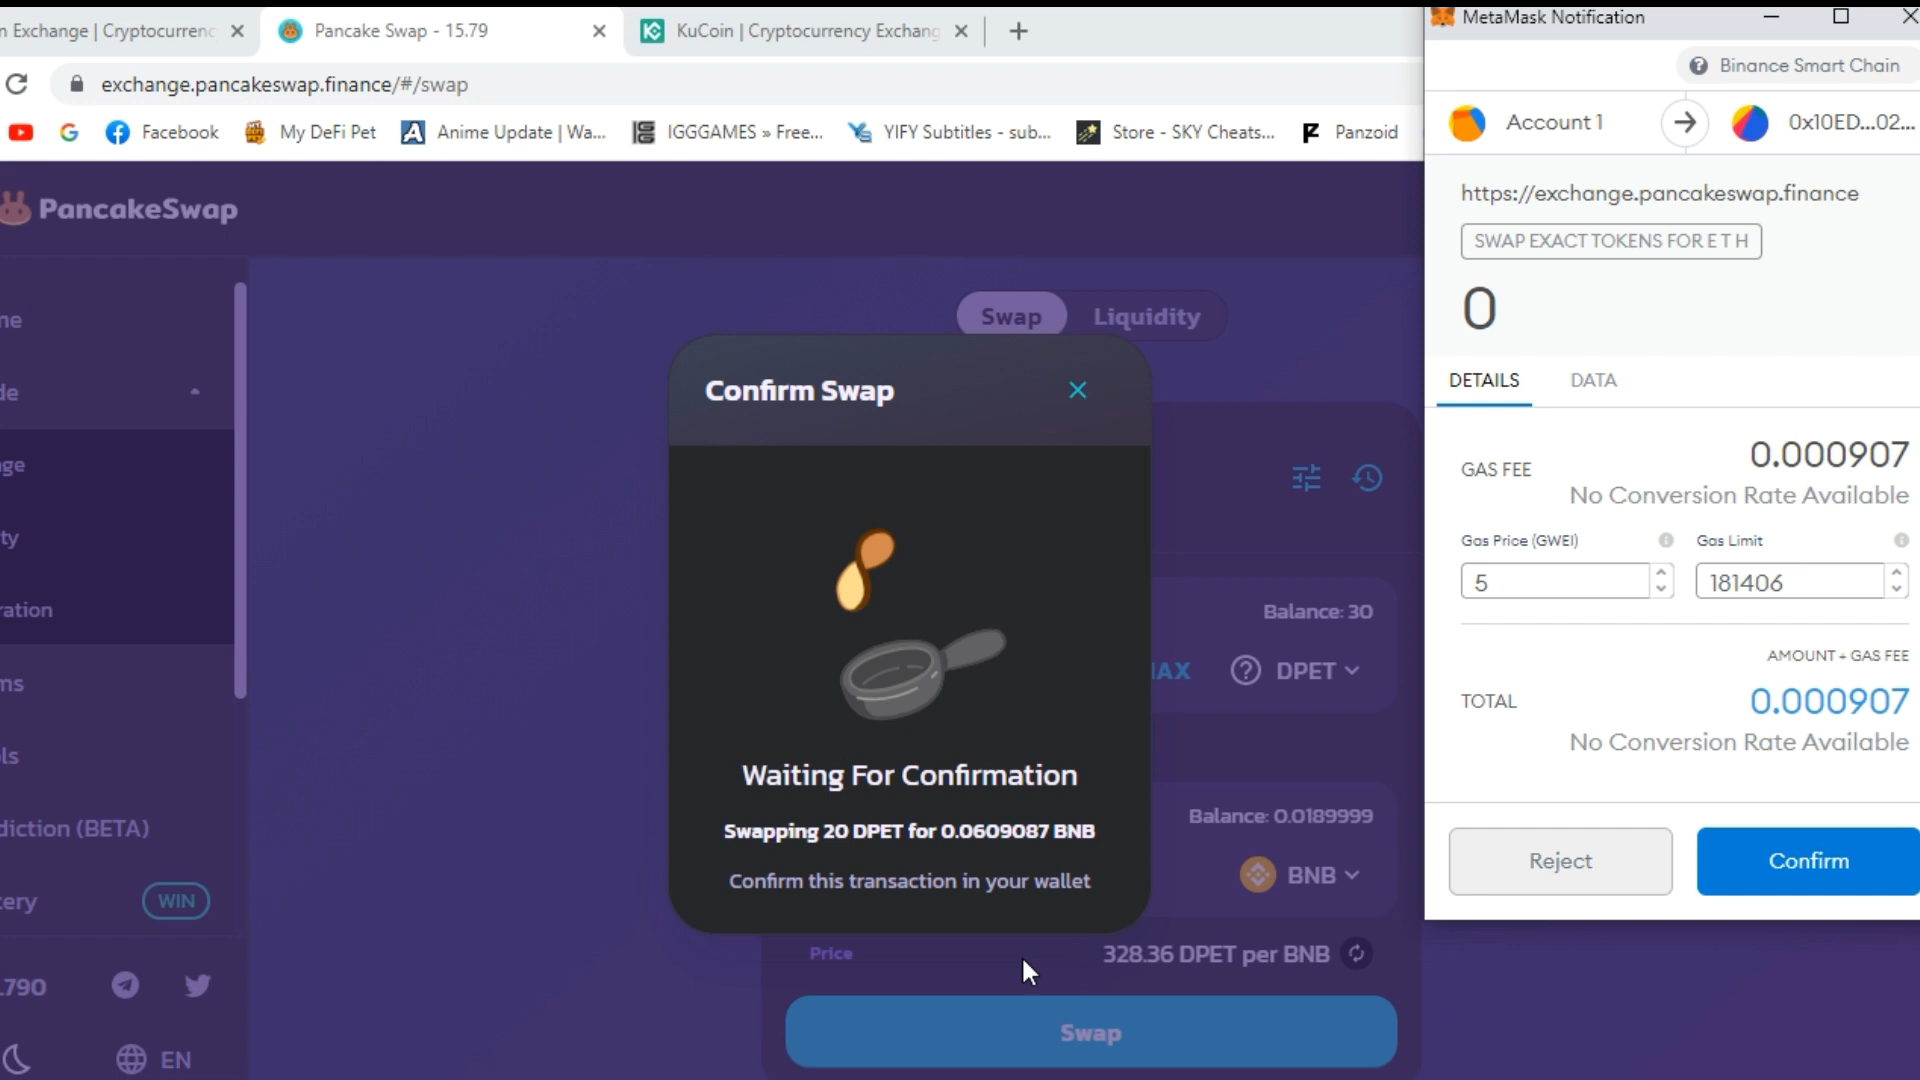 n Exchange | Cryptocurrenc
Pancake Swap - 15.79
KuCoin | Cryptocurrency Exchang
exchange.pancakeswap.finance/#/swap
Facebook
My DeFi Pet
Anime Update | Wa...
IGGGAMES » Free...
YIFY Subtitles - sub...
Store - SKY Cheats...
Panzoid
PancakeSwap
me
de
ge
ty
ration
ms
ls
diction (BETA)
ery
WIN
.790
EN
Swap
Liquidity
Confirm Swap
Waiting For Confirmation
Swapping 20 DPET for 0.0609087 BNB
Confirm this transaction in your wallet
Balance: 30
MAX
DPET
Balance: 0.0189999
BNB
Price
328.36 DPET per BNB
Swap
MetaMask Notification
Binance Smart Chain
Account 1
0x10ED...02...
https://exchange.pancakeswap.finance
SWAP EXACT TOKENS FOR E T H
0
DETAILS
DATA
GAS FEE
0.000907
No Conversion Rate Available
Gas Price (GWEI)
Gas Limit
5
181406
AMOUNT + GAS FEE
TOTAL
0.000907
No Conversion Rate Available
Reject
Confirm